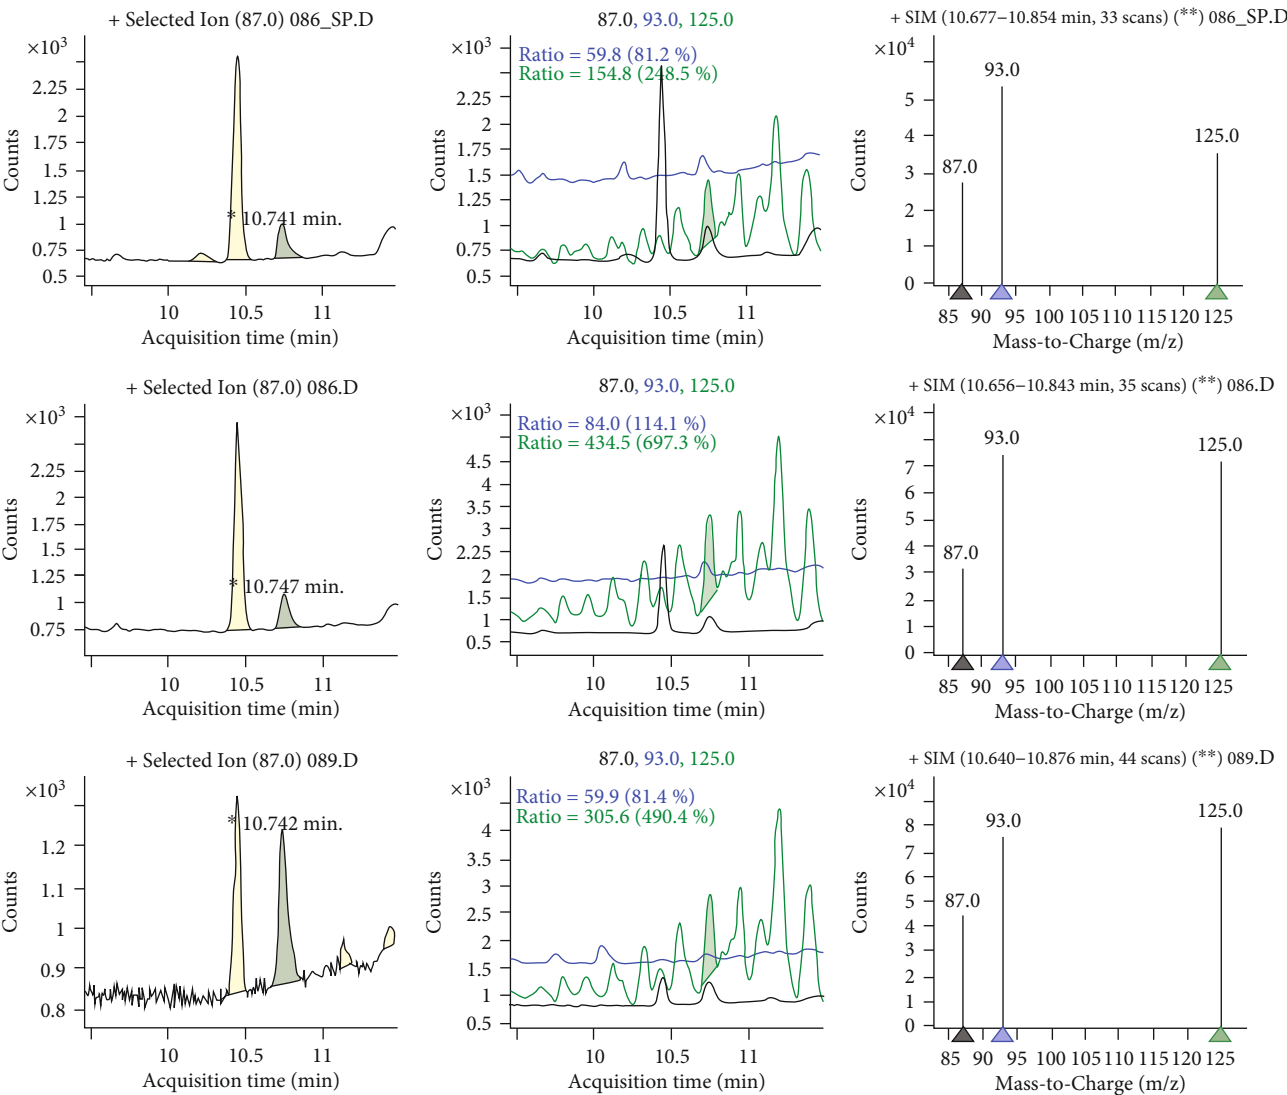 + Selected Ion (87.0) 086_SP.D
×10³
2.25
2
1.75
1.5
1.25
1
0.75
0.5
Counts
* 10.741 min.
10 10.5 11
Acquisition time (min)
87.0, 93.0, 125.0
×10³
Ratio = 59.8 (81.2 %)
Ratio = 154.8 (248.5 %)
2.25
2
1.75
1.5
1.25
1
0.75
0.5
Counts
10 10.5 11
Acquisition time (min)
+ SIM (10.677–10.854 min, 33 scans) (**) 086_SP.D
×10⁴
5
4
3
2
1
0
Counts
87.0
93.0
125.0
85 90 95 100 105 110 115 120 125
Mass-to-Charge (m/z)
+ Selected Ion (87.0) 086.D
×10³
2.25
2
1.75
1.5
1.25
1
0.75
Counts
* 10.747 min.
10 10.5 11
Acquisition time (min)
87.0, 93.0, 125.0
×10³
Ratio = 84.0 (114.1 %)
Ratio = 434.5 (697.3 %)
4.5
4
3.5
3
2.25
2
1.5
1
0.5
Counts
10 10.5 11
Acquisition time (min)
+ SIM (10.656–10.843 min, 35 scans) (**) 086.D
×10⁴
7
6
5
4
3
2
1
0
Counts
87.0
93.0
125.0
85 90 95 100 105 110 115 120 125
Mass-to-Charge (m/z)
+ Selected Ion (87.0) 089.D
×10³
1.2
1.1
1
0.9
0.8
Counts
* 10.742 min.
10 10.5 11
Acquisition time (min)
87.0, 93.0, 125.0
×10³
Ratio = 59.9 (81.4 %)
Ratio = 305.6 (490.4 %)
4
3.5
3
2.5
2
1.5
1
0.5
Counts
10 10.5 11
Acquisition time (min)
+ SIM (10.640–10.876 min, 44 scans) (**) 089.D
×10⁴
8
7
6
5
4
3
2
1
0
Counts
87.0
93.0
125.0
85 90 95 100 105 110 115 120 125
Mass-to-Charge (m/z)